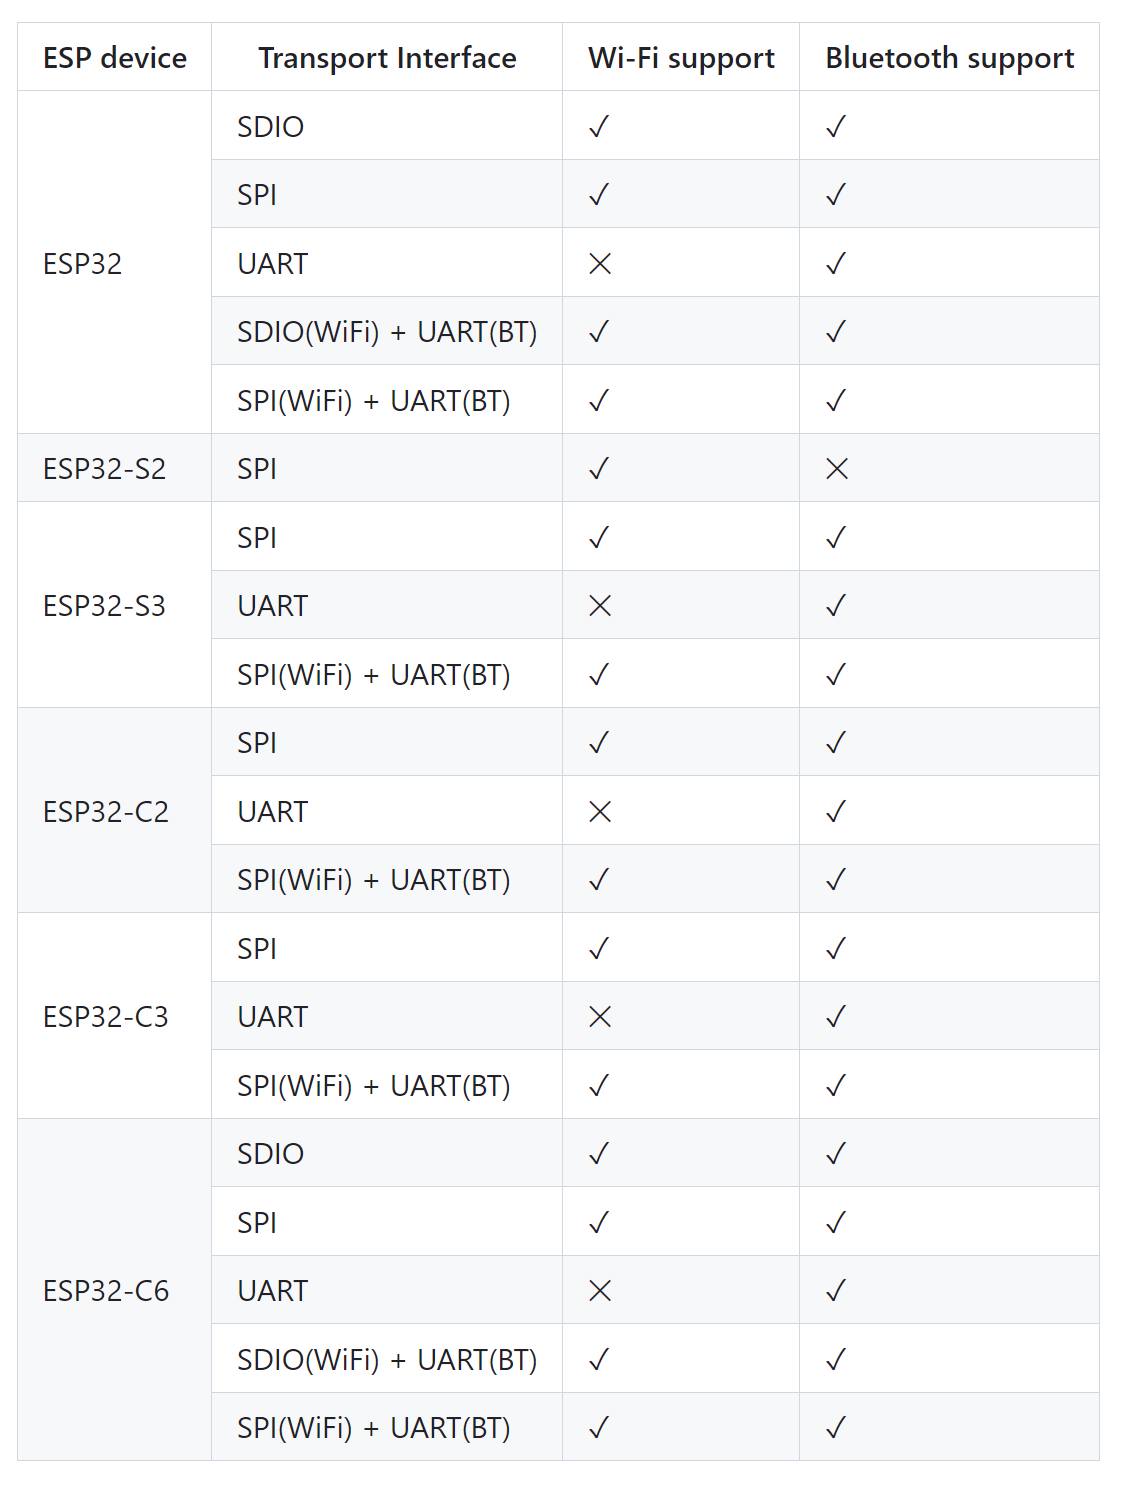 ESP device Transport Interface Wi-Fi support Bluetooth support
ESP32
SDIO ✓ ✓
SPI ✓ ✓
UART × ✓
SDIO(WiFi) + UART(BT) ✓ ✓
SPI(WiFi) + UART(BT) ✓ ✓
ESP32-S2 SPI ✓ ×
ESP32-S3
SPI ✓ ✓
UART × ✓
SPI(WiFi) + UART(BT) ✓ ✓
ESP32-C2
SPI ✓ ✓
UART × ✓
SPI(WiFi) + UART(BT) ✓ ✓
ESP32-C3
SPI ✓ ✓
UART × ✓
SPI(WiFi) + UART(BT) ✓ ✓
ESP32-C6
SDIO ✓ ✓
SPI ✓ ✓
UART × ✓
SDIO(WiFi) + UART(BT) ✓ ✓
SPI(WiFi) + UART(BT) ✓ ✓